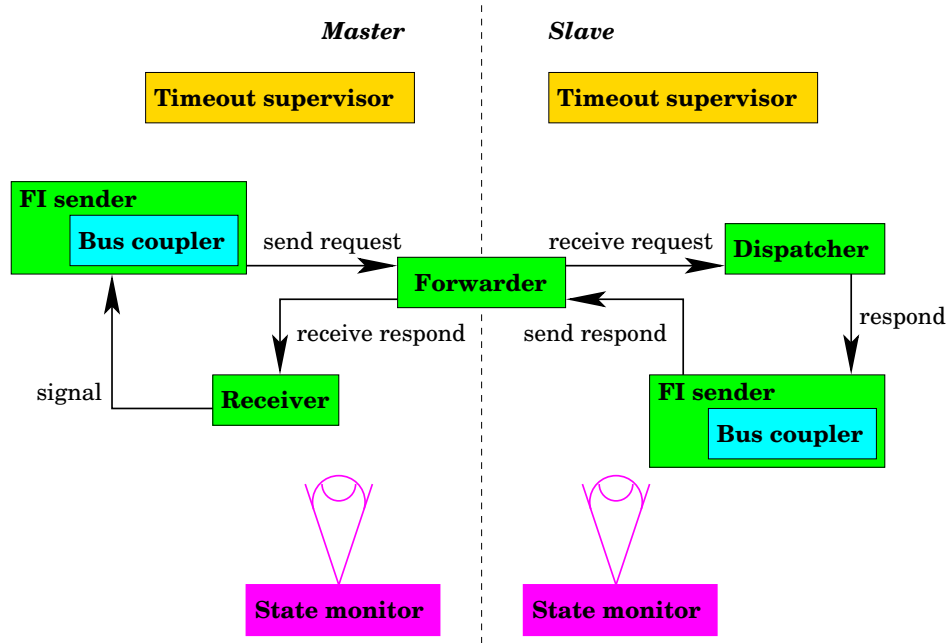 Master
Slave
Timeout supervisor
Timeout supervisor
FI sender
Bus coupler
send request
receive request
Dispatcher
Forwarder
receive respond
send respond
respond
signal
Receiver
FI sender
Bus coupler
State monitor
State monitor